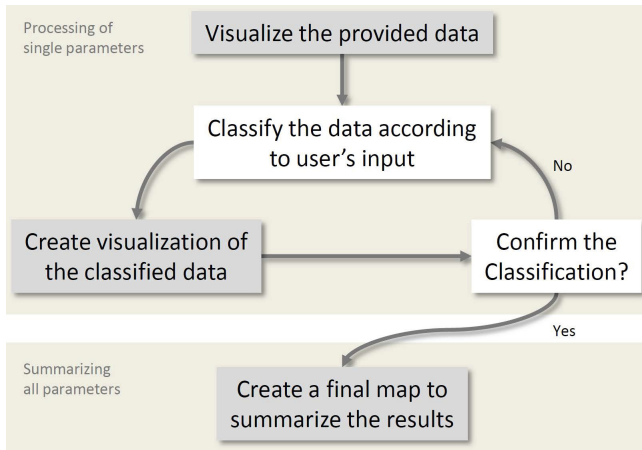 Processing of
single parameters
Visualize the provided data
Classify the data according
to user's input
No
Create visualization of
the classified data
Confirm the
Classification?
Yes
Summarizing
all parameters
Create a final map to
summarize the results